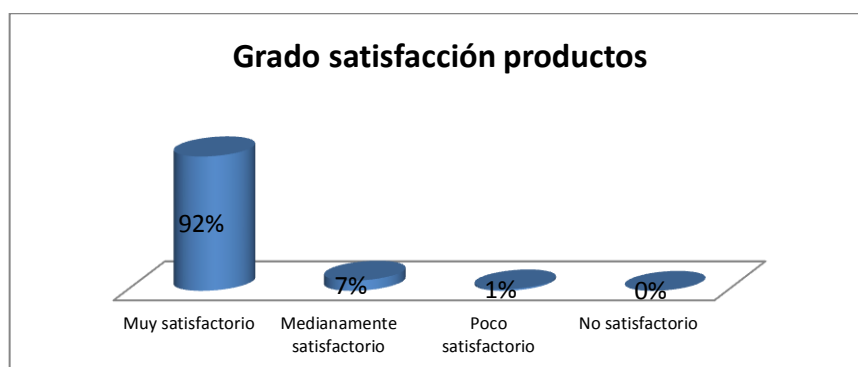 Grado satisfacción productos
92%
7%
1%
0%
Muy satisfactorio
Medianamente
satisfactorio
Poco
satisfactorio
No satisfactorio